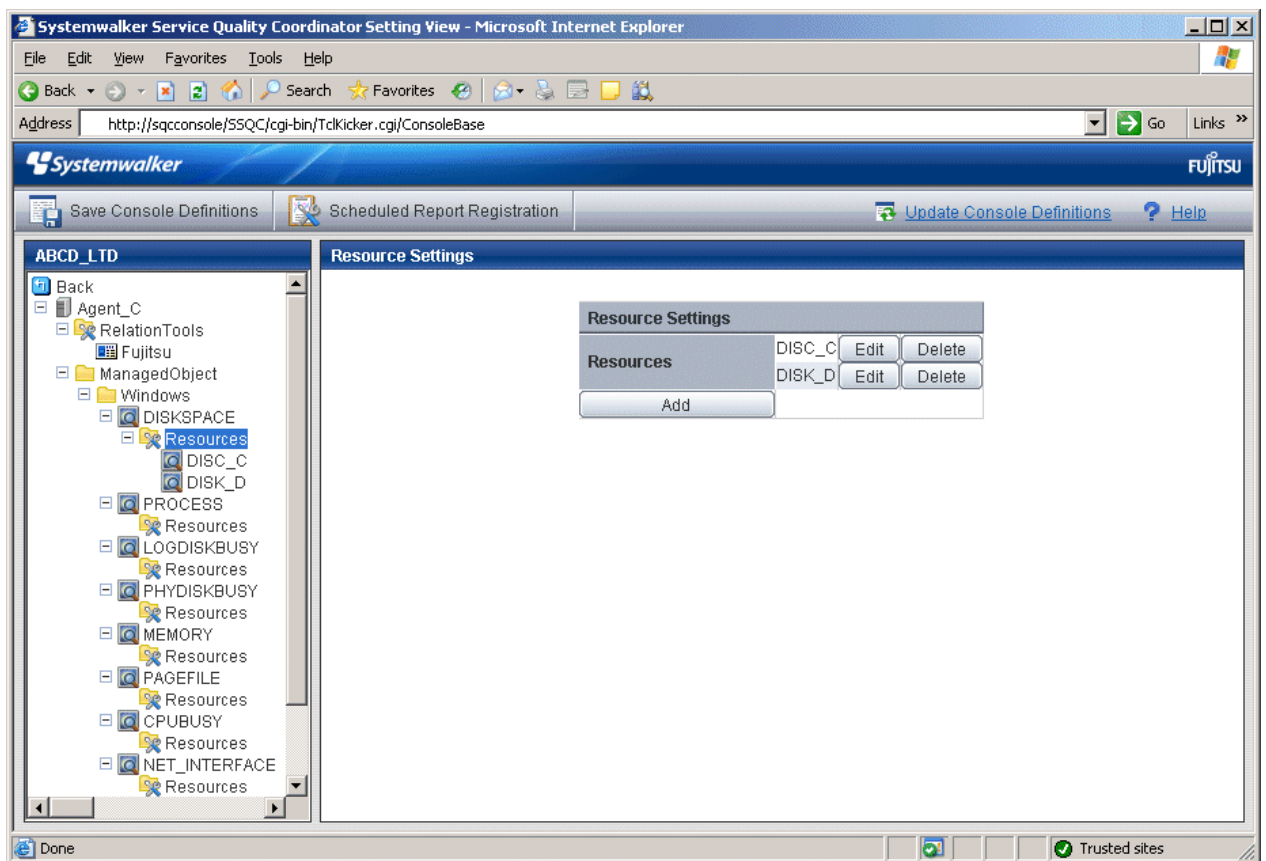 Systemwalker Service Quality Coordinator Setting View - Microsoft Internet Explorer
File Edit View Favorites Tools Help
Back Search Favorites
Address http://sqcconsole/SSQC/cgi-bin/TclKicker.cgi/ConsoleBase Go Links »
Systemwalker FUJITSU
Save Console Definitions Scheduled Report Registration Update Console Definitions ? Help
ABCD_LTD
Back
Agent_C
RelationTools
Fujitsu
ManagedObject
Windows
DISKSPACE
Resources
DISC_C
DISK_D
PROCESS
Resources
LOGDISKBUSY
Resources
PHYDISKBUSY
Resources
MEMORY
Resources
PAGEFILE
Resources
CPUBUSY
Resources
NET_INTERFACE
Resources
Resource Settings
Resource Settings
Resources
DISC_C Edit Delete
DISK_D Edit Delete
Add
Done Trusted sites